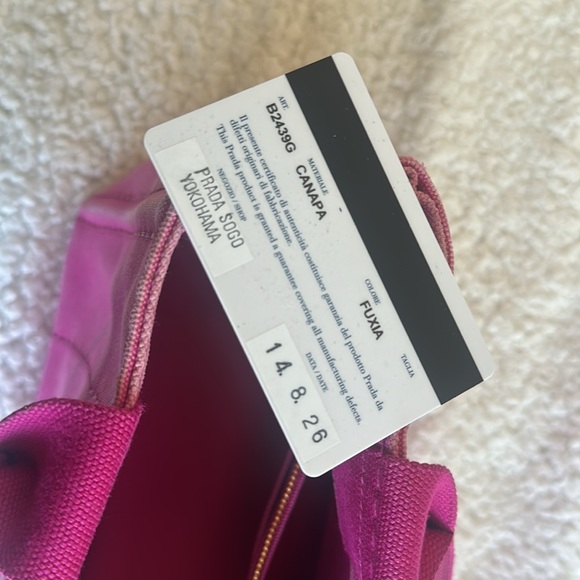 ART.
B2439G
MATERIALE
CANAPA
COLORE
FUXIA
TAGLIA
Il presente certificato di autenticità costituisce garanzia del prodotto Prada da
difetti originari di fabbricazione.
This Prada product is granted a guarantee covering all manufacturing defects.
NEGOZIO / SHOP
PRADA SOGO
YOKOHAMA
DATA / DATE
14. 8. 26